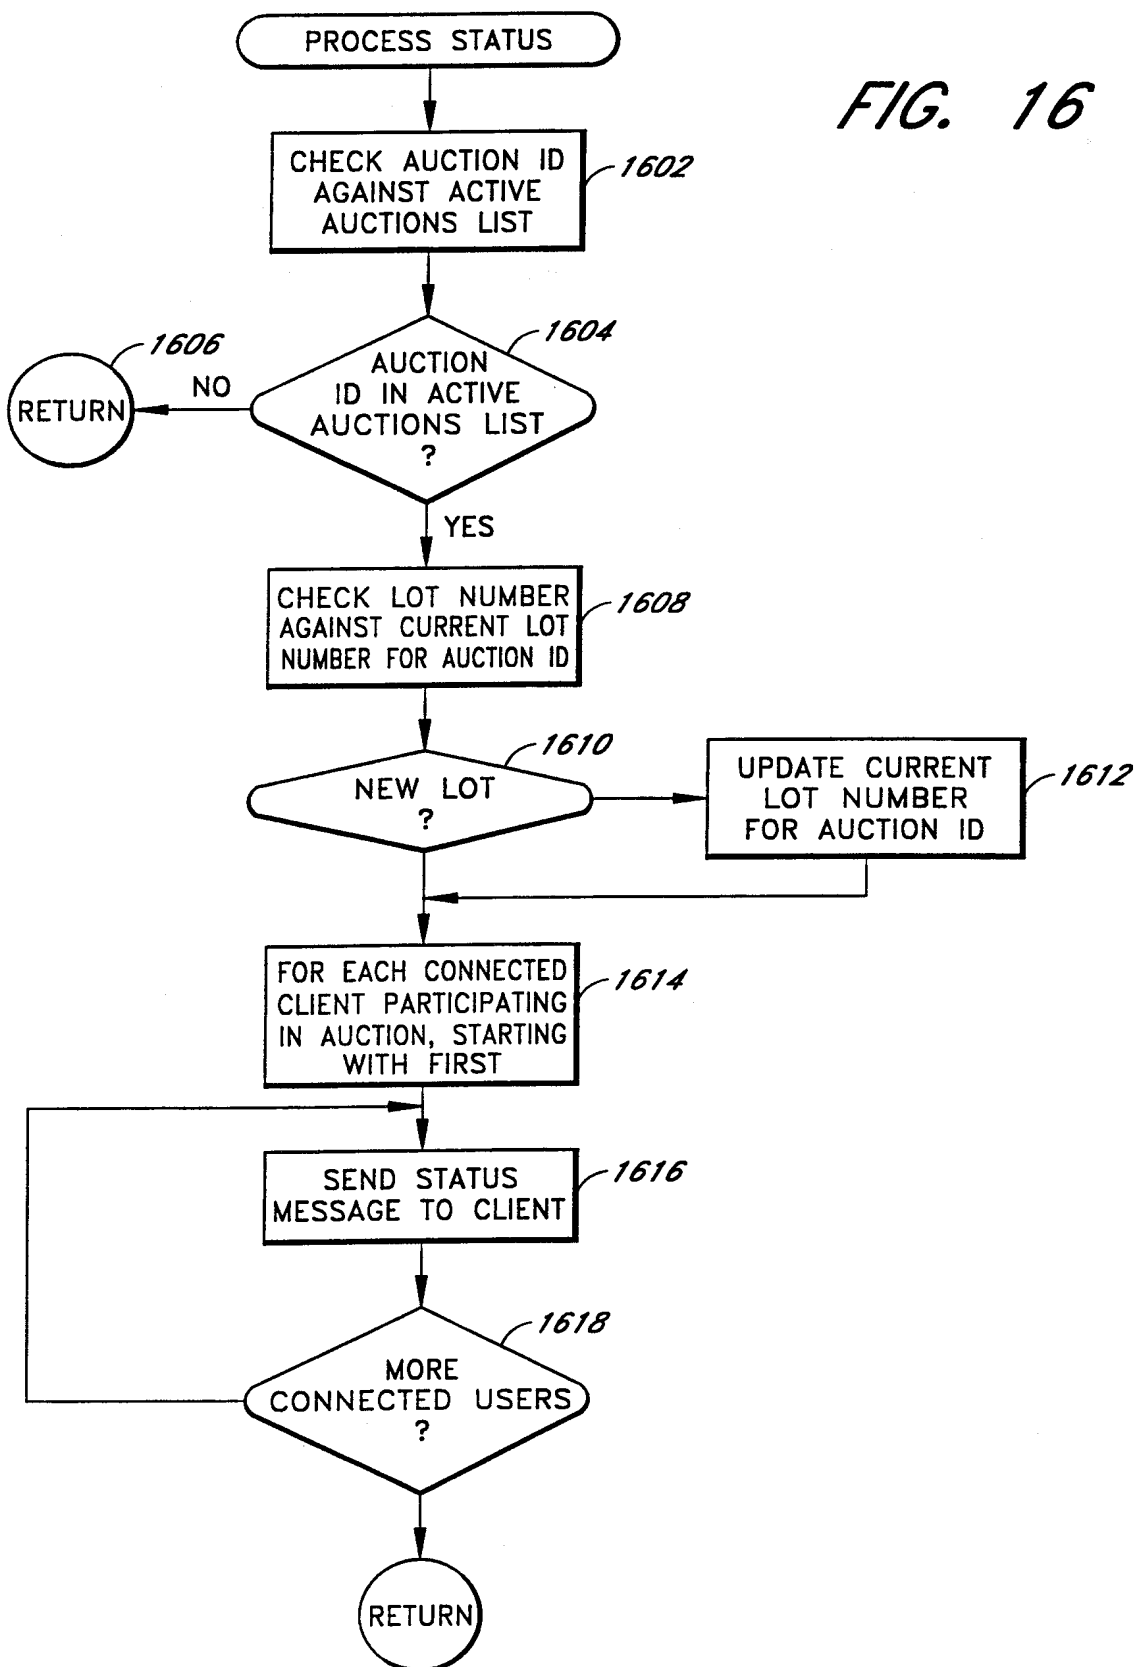 PROCESS STATUS
FIG. 16
CHECK AUCTION ID
AGAINST ACTIVE
AUCTIONS LIST
1602
AUCTION
ID IN ACTIVE
AUCTIONS LIST
?
1604
NO
1606
RETURN
YES
CHECK LOT NUMBER
AGAINST CURRENT LOT
NUMBER FOR AUCTION ID
1608
NEW LOT
?
1610
UPDATE CURRENT
LOT NUMBER
FOR AUCTION ID
1612
FOR EACH CONNECTED
CLIENT PARTICIPATING
IN AUCTION, STARTING
WITH FIRST
1614
SEND STATUS
MESSAGE TO CLIENT
1616
MORE
CONNECTED USERS
?
1618
RETURN